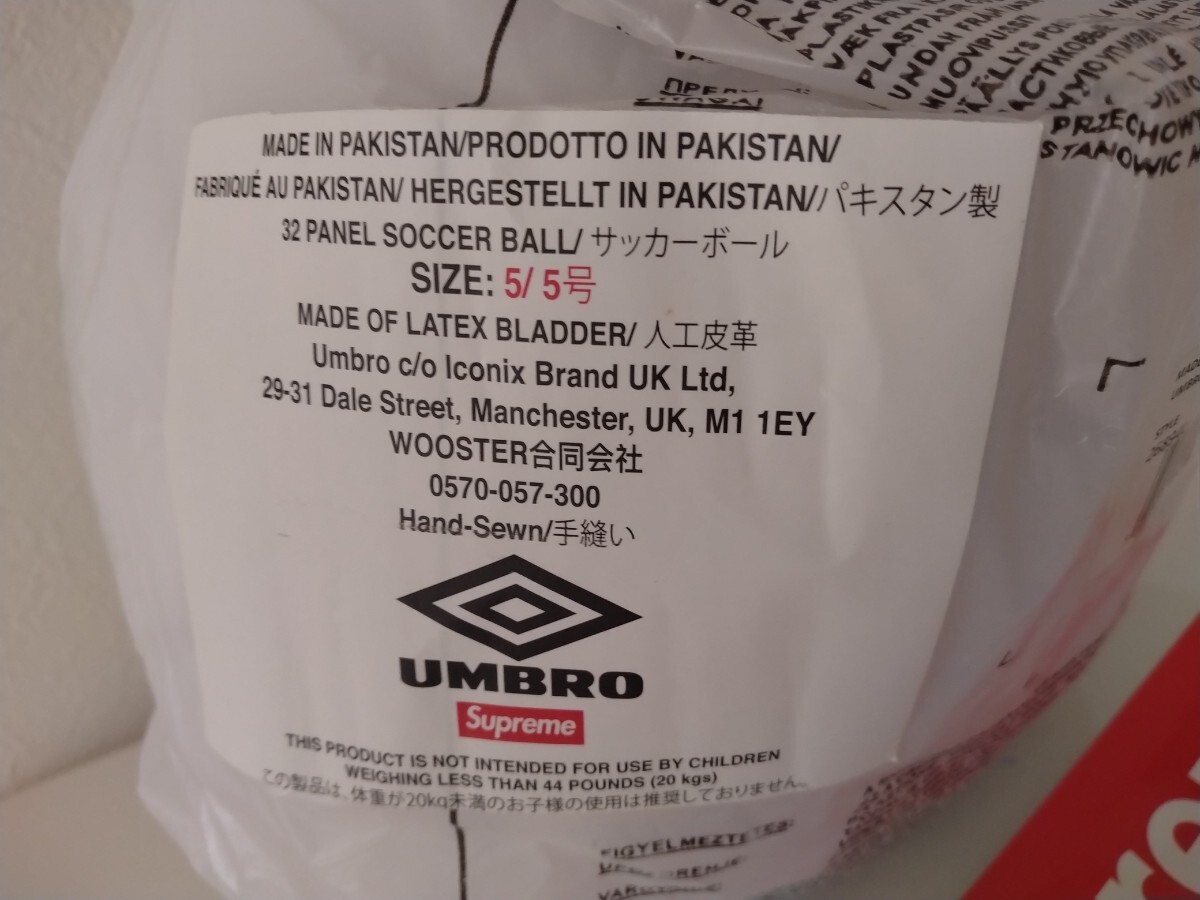 PLASTPASR
UNDAN FRAN
MUOVIPUSSIT
PRZECHOWY
MADE IN PAKISTAN/PRODOTTO IN PAKISTAN/
FABRIQUÉ AU PAKISTAN/ HERGESTELLT IN PAKISTAN/パキスタン製
32 PANEL SOCCER BALL/ サッカーボール
SIZE: 5/ 5号
MADE OF LATEX BLADDER/ 人工皮革
Umbro c/o Iconix Brand UK Ltd,
29-31 Dale Street, Manchester, UK, M1 1EY
WOOSTER合同会社
0570-057-300
Hand-Sewn/手縫い
UMBRO
Supreme
THIS PRODUCT IS NOT INTENDED FOR USE BY CHILDREN
WEIGHING LESS THAN 44 POUNDS (20 kgs)
この製品は、体重が20kg未満のお子様の使用は推奨しておりません。
STYLE